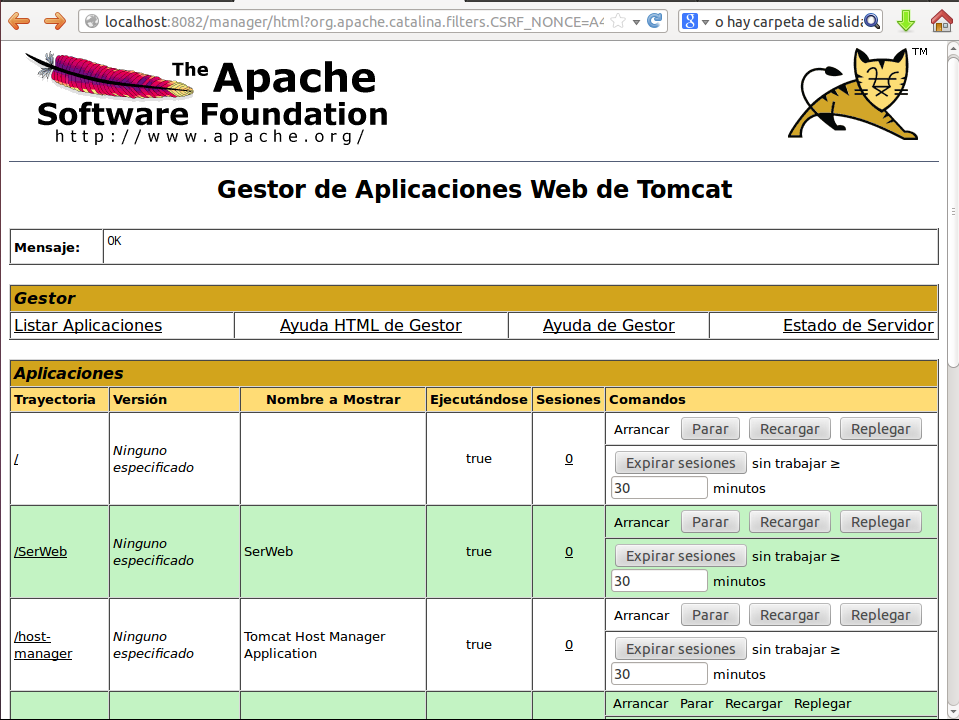 localhost:8082/manager/html?org.apache.catalina.filters.CSRF_NONCE=A4
o hay carpeta de salida
The Apache
Software Foundation
http://www.apache.org/
TM
Gestor de Aplicaciones Web de Tomcat
Mensaje: OK
Gestor
Listar Aplicaciones Ayuda HTML de Gestor Ayuda de Gestor Estado de Servidor
Aplicaciones
Trayectoria Versión Nombre a Mostrar Ejecutándose Sesiones Comandos
/ Ninguno especificado true 0
Arrancar Parar Recargar Replegar
Expirar sesiones sin trabajar ≥
30 minutos
/SerWeb Ninguno especificado SerWeb true 0
Arrancar Parar Recargar Replegar
Expirar sesiones sin trabajar ≥
30 minutos
/host-manager Ninguno especificado Tomcat Host Manager Application true 0
Arrancar Parar Recargar Replegar
Expirar sesiones sin trabajar ≥
30 minutos
Arrancar Parar Recargar Replegar